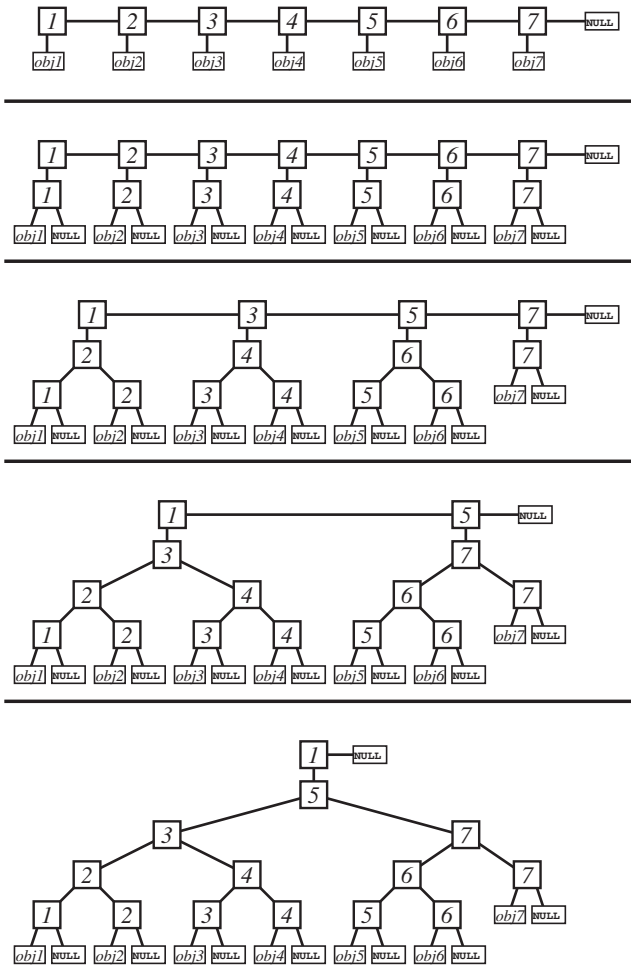 1 2 3 4 5 6 7 NULL
obj1 obj2 obj3 obj4 obj5 obj6 obj7
1 2 3 4 5 6 7 NULL
1 2 3 4 5 6 7
obj1 NULL obj2 NULL obj3 NULL obj4 NULL obj5 NULL obj6 NULL obj7 NULL
1 3 5 7 NULL
2 4 6 7
1 2 3 4 5 6 obj7 NULL
obj1 NULL obj2 NULL obj3 NULL obj4 NULL obj5 NULL obj6 NULL
1 5 NULL
3 7
2 4 6 7
1 2 3 4 5 6 obj7 NULL
obj1 NULL obj2 NULL obj3 NULL obj4 NULL obj5 NULL obj6 NULL
1 NULL
5
3 7
2 4 6 7
1 2 3 4 5 6 obj7 NULL
obj1 NULL obj2 NULL obj3 NULL obj4 NULL obj5 NULL obj6 NULL